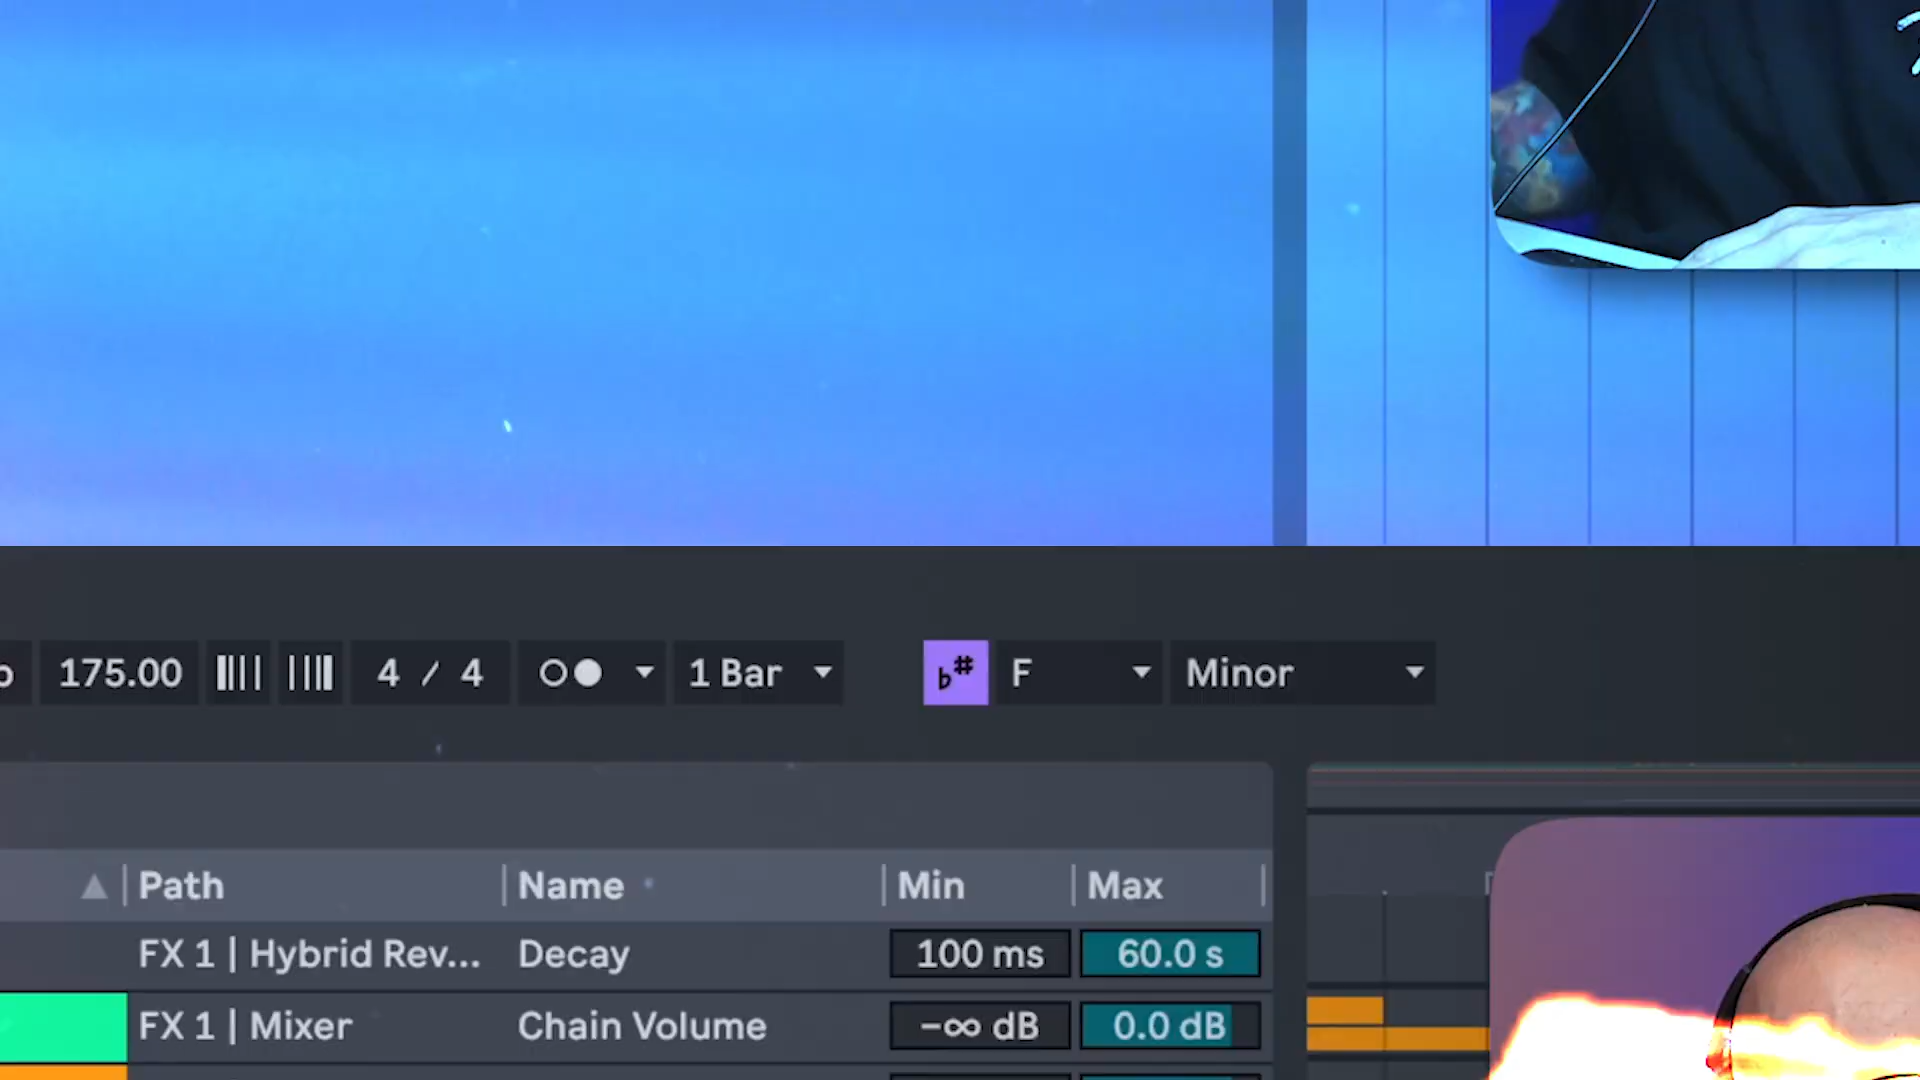 175.00 4 / 4 1 Bar ♭# F Minor
Path Name Min Max
FX 1 | Hybrid Rev... Decay 100 ms 60.0 s
FX 1 | Mixer Chain Volume -∞ dB 0.0 dB